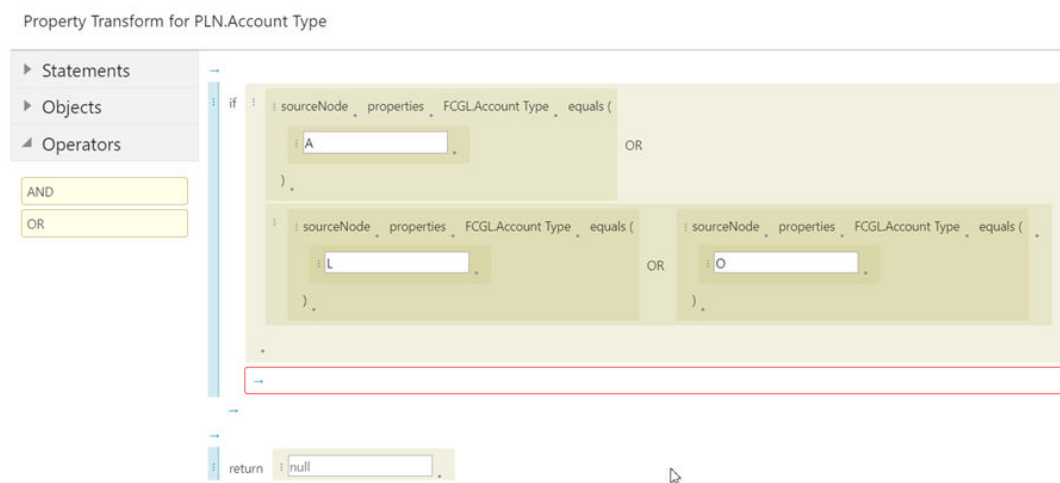 Property Transform for PLN.Account Type
Statements
Objects
Operators
AND
OR
if sourceNode . properties . FCGL.Account Type . equals (
A .
OR
) .
sourceNode . properties . FCGL.Account Type . equals (
L .
) .
OR
sourceNode . properties . FCGL.Account Type . equals ( .
O .
) .
.
return null .